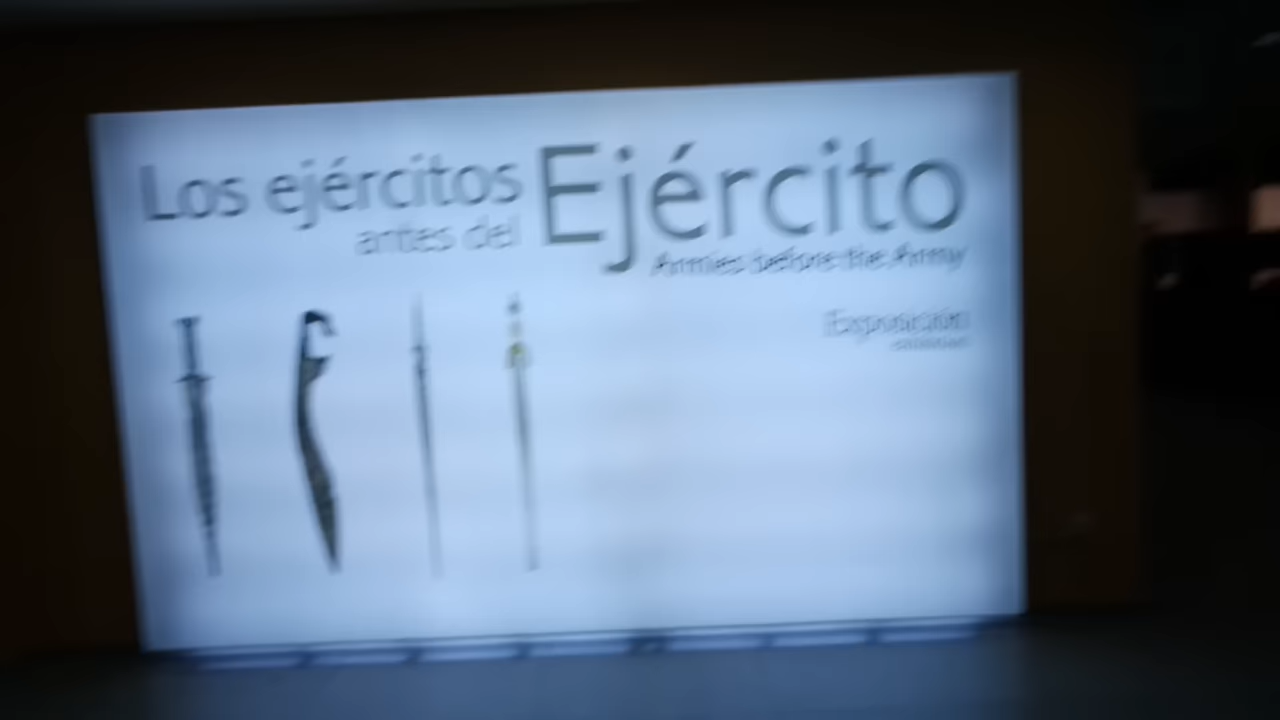 Los ejércitos Ejército
antes del
Armies before the Army
Exposición